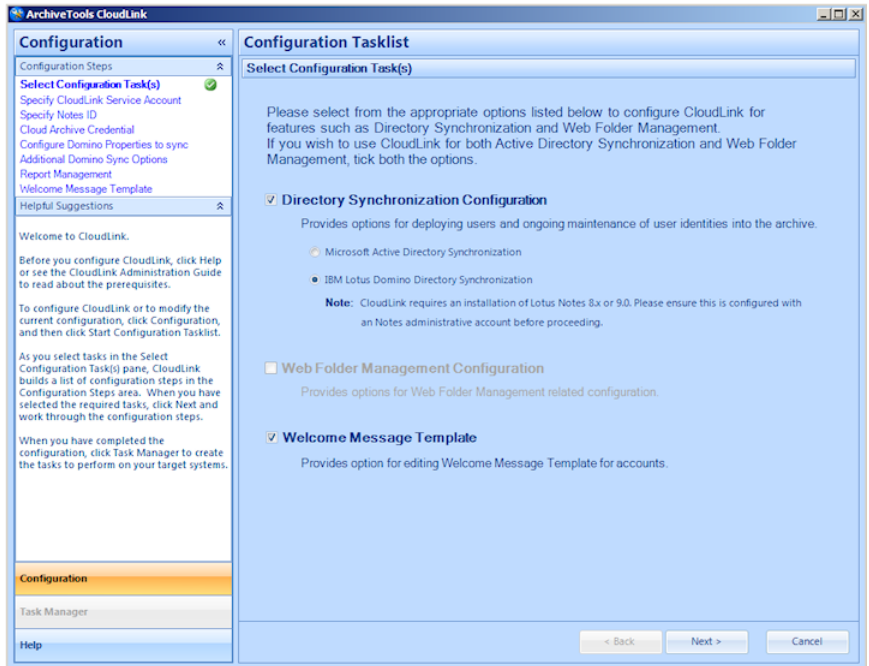 ArchiveTools CloudLink
Configuration «
Configuration Steps
Select Configuration Task(s)
Specify CloudLink Service Account
Specify Notes ID
Cloud Archive Credential
Configure Domino Properties to sync
Additional Domino Sync Options
Report Management
Welcome Message Template
Helpful Suggestions
Welcome to CloudLink.
Before you configure CloudLink, click Help
or see the CloudLink Administration Guide
to read about the prerequisites.
To configure CloudLink or to modify the
current configuration, click Configuration,
and then click Start Configuration Tasklist.
As you select tasks in the Select
Configuration Task(s) pane, CloudLink
builds a list of configuration steps in the
Configuration Steps area. When you have
selected the required tasks, click Next and
work through the configuration steps.
When you have completed the
configuration, click Task Manager to create
the tasks to perform on your target systems.
Configuration
Task Manager
Help
Configuration Tasklist
Select Configuration Task(s)
Please select from the appropriate options listed below to configure CloudLink for
features such as Directory Synchronization and Web Folder Management.
If you wish to use CloudLink for both Active Directory Synchronization and Web Folder
Management, tick both the options.
Directory Synchronization Configuration
Provides options for deploying users and ongoing maintenance of user identities into the archive.
Microsoft Active Directory Synchronization
IBM Lotus Domino Directory Synchronization
Note: CloudLink requires an installation of Lotus Notes 8.x or 9.0. Please ensure this is configured with
an Notes administrative account before proceeding.
Web Folder Management Configuration
Provides options for Web Folder Management related configuration.
Welcome Message Template
Provides option for editing Welcome Message Template for accounts.
< Back
Next >
Cancel